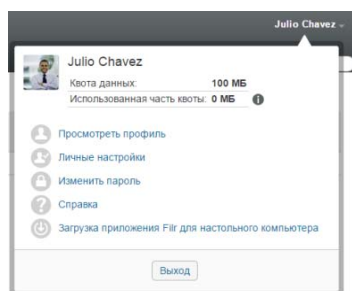 Julio Chavez
Julio Chavez
Квота данных: 100 МБ
Использованная часть квоты: 0 МБ
Просмотреть профиль
Личные настройки
Изменить пароль
Справка
Загрузка приложения Filr для настольного компьютера
Выход